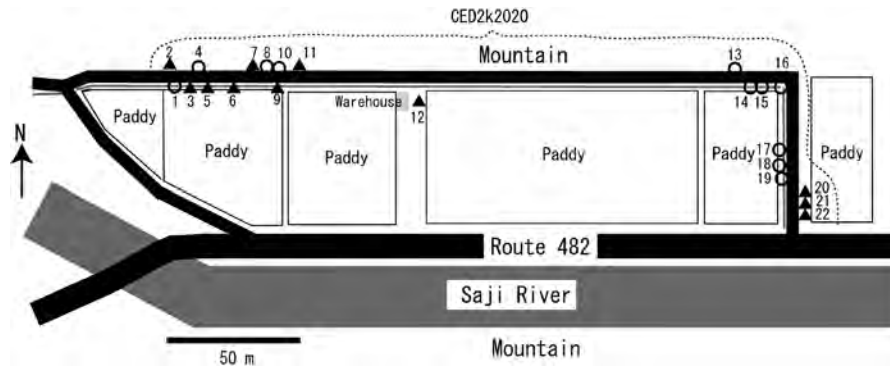 CED2k2020
Mountain
2 4 7 8 10 11 13 16
1 3 5 6 9 12 14 15
Warehouse
N
Paddy Paddy Paddy Paddy Paddy Paddy
17
18
19
20
21
22
Route 482
Saji River
50 m
Mountain